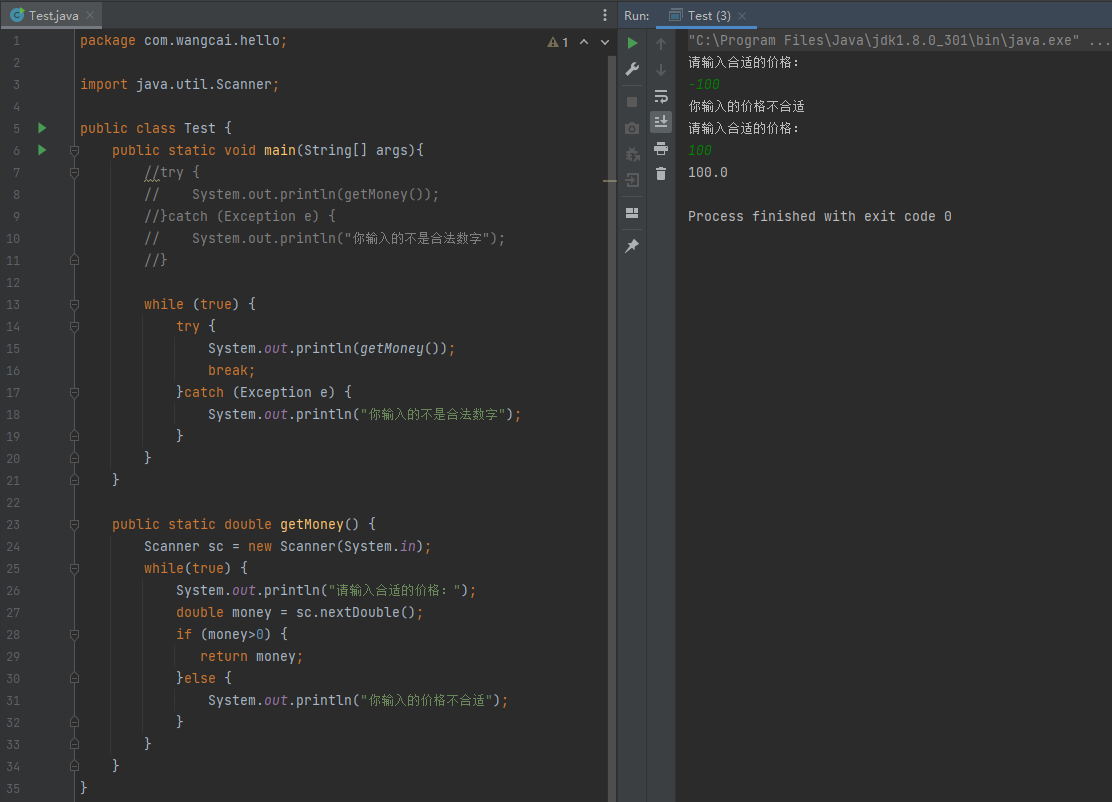 Test.java
1 package com.wangcai.hello;
2
3 import java.util.Scanner;
4
5 public class Test {
6 public static void main(String[] args){
7 //try {
8 //    System.out.println(getMoney());
9 //}catch (Exception e) {
10 //    System.out.println("你输入的不是合法数字");
11 //}
12
13 while (true) {
14 try {
15 System.out.println(getMoney());
16 break;
17 }catch (Exception e) {
18 System.out.println("你输入的不是合法数字");
19 }
20 }
21 }
22
23 public static double getMoney() {
24 Scanner sc = new Scanner(System.in);
25 while(true) {
26 System.out.println("请输入合适的价格：");
27 double money = sc.nextDouble();
28 if (money>0) {
29 return money;
30 }else {
31 System.out.println("你输入的价格不合适");
32 }
33 }
34 }
35 }
1
Run: Test (3)
"C:\Program Files\Java\jdk1.8.0_301\bin\java.exe" ...
请输入合适的价格：
-100
你输入的价格不合适
请输入合适的价格：
100
100.0
Process finished with exit code 0